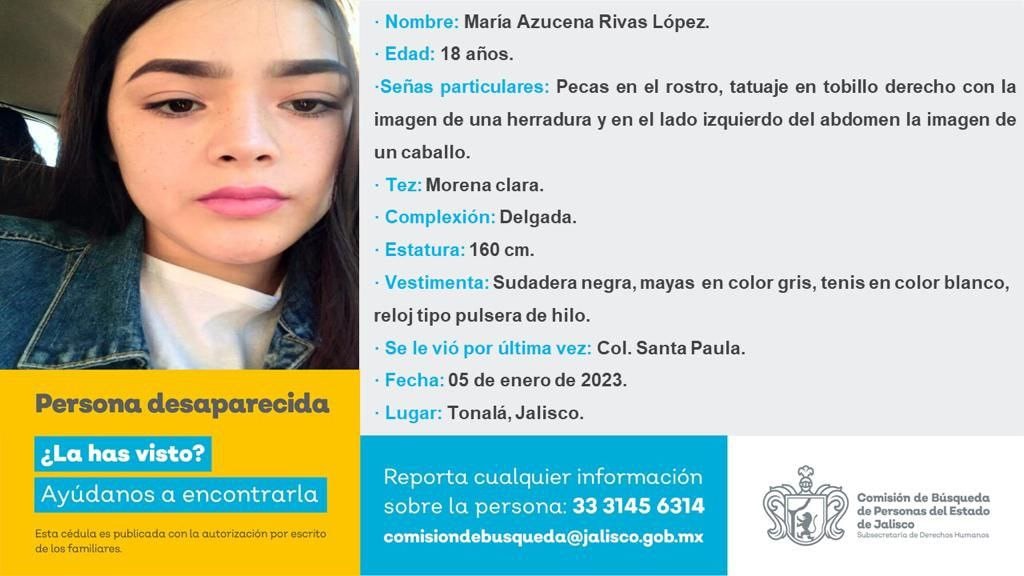 · Nombre: María Azucena Rivas López.
· Edad: 18 años.
·Señas particulares: Pecas en el rostro, tatuaje en tobillo derecho con la
imagen de una herradura y en el lado izquierdo del abdomen la imagen de
un caballo.
· Tez: Morena clara.
· Complexión: Delgada.
· Estatura: 160 cm.
· Vestimenta: Sudadera negra, mayas en color gris, tenis en color blanco,
reloj tipo pulsera de hilo.
· Se le vió por última vez: Col. Santa Paula.
· Fecha: 05 de enero de 2023.
· Lugar: Tonalá, Jalisco.
Persona desaparecida
¿La has visto?
Ayúdanos a encontrarla
Esta cédula es publicada con la autorización por escrito
de los familiares.
Reporta cualquier información
sobre la persona: 33 3145 6314
comisiondebusqueda@jalisco.gob.mx
Comisión de Búsqueda
de Personas del Estado
de Jalisco
Subsecretaría de Derechos Humanos